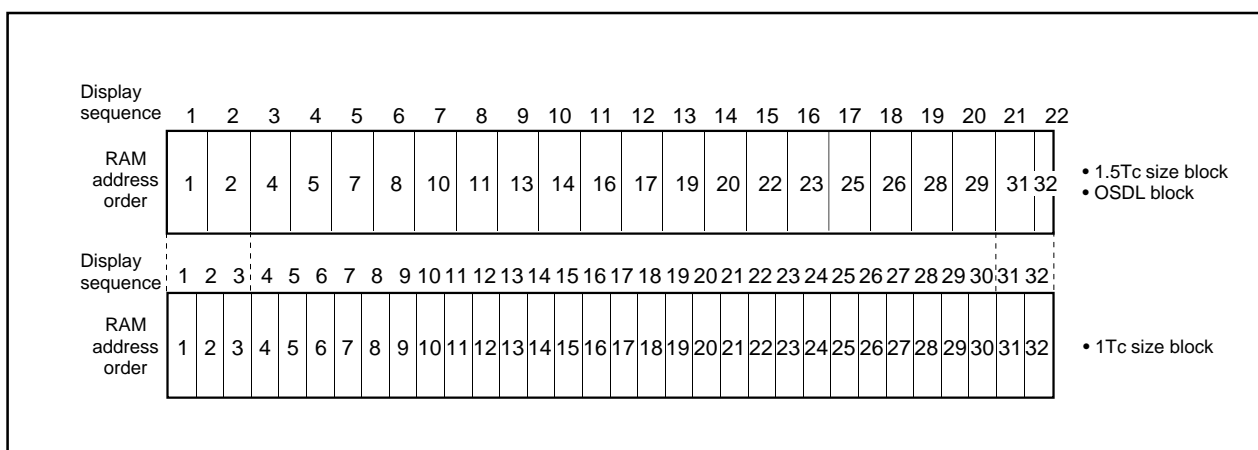 Display
sequence 1 2 3 4 5 6 7 8 9 10 11 12 13 14 15 16 17 18 19 20 21 22
RAM
address
order
1 2 4 5 7 8 10 11 13 14 16 17 19 20 22 23 25 26 28 29 31 32
• 1.5Tc size block
• OSDL block
Display
sequence 1 2 3 4 5 6 7 8 9 10 11 12 13 14 15 16 17 18 19 20 21 22 23 24 25 26 27 28 29 30 31 32
RAM
address
order
1 2 3 4 5 6 7 8 9 10 11 12 13 14 15 16 17 18 19 20 21 22 23 24 25 26 27 28 29 30 31 32
• 1Tc size block